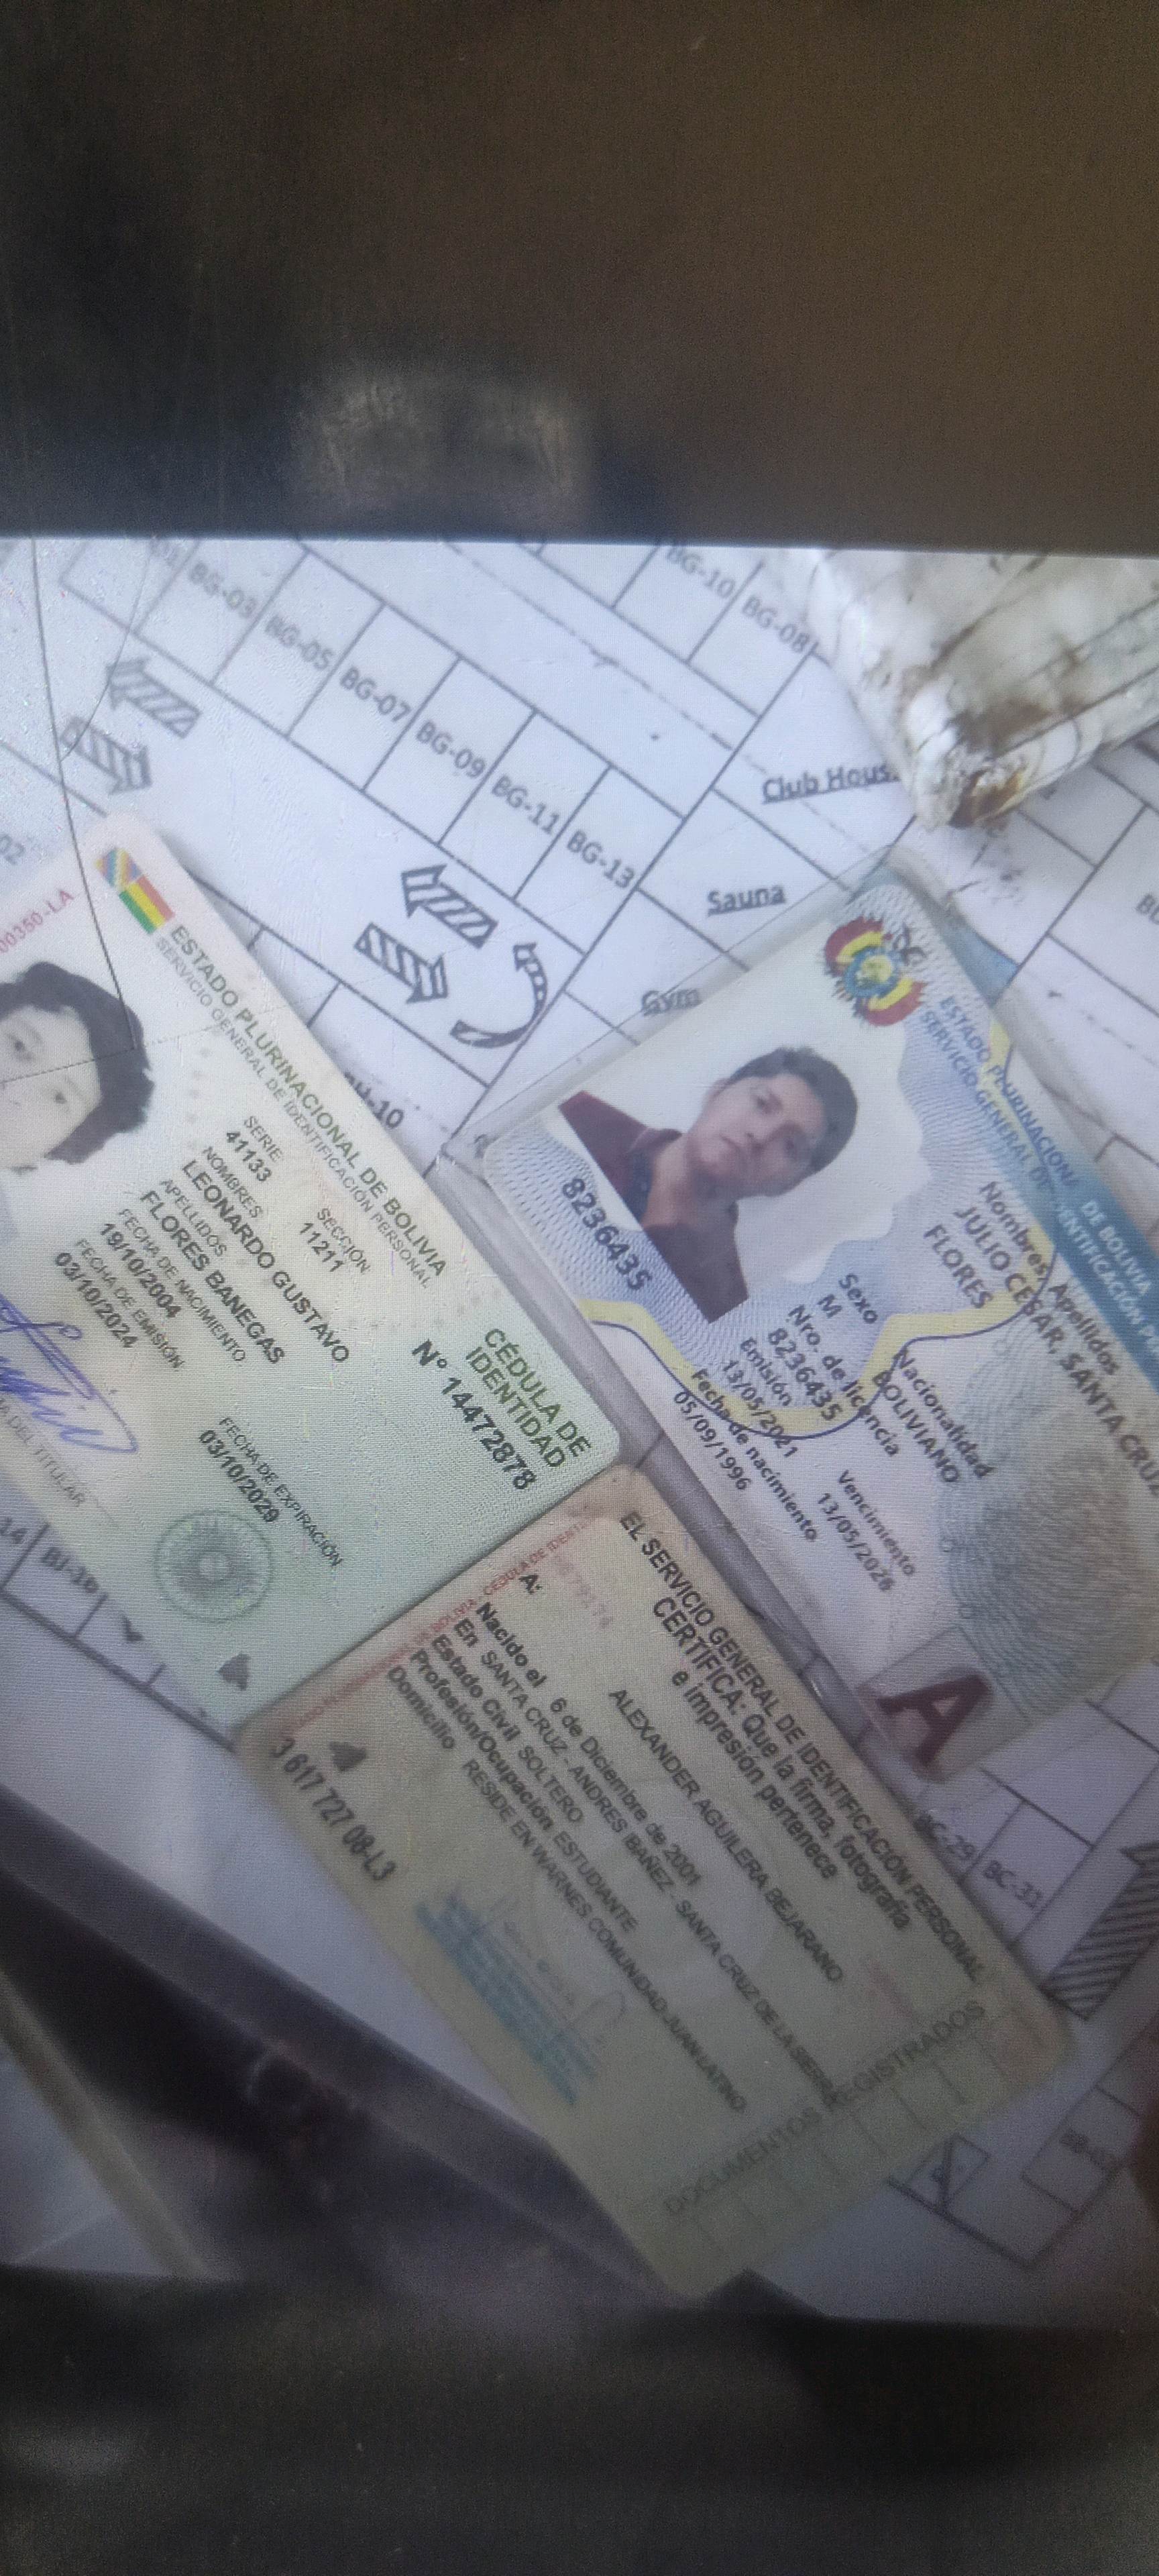 BG-03
BG-05
BG-07
BG-09
BG-11
BG-13
BG-10
BG-08
Club Hous
Sauna
Gym
00350-LA
ESTADO PLURINACIONAL DE BOLIVIA
SERVICIO GENERAL DE IDENTIFICACIÓN PERSONAL
CÉDULA DE
IDENTIDAD
Nº 14472878
SERIE
41133
SECCIÓN
11211
NOMBRES
LEONARDO GUSTAVO
APELLIDOS
FLORES BANEGAS
FECHA DE NACIMIENTO
19/10/2004
FECHA DE EMISIÓN
03/10/2024
FECHA DE EXPIRACIÓN
03/10/2029
DEL TITULAR
ESTADO PLURINACIONAL DE BOLIVIA
SERVICIO GENERAL DE IDENTIFICACIÓN P
Nombres, Apellidos
JULIO CESAR, SANTA CRUZ
FLORES
8236435
Sexo
M
Nacionalidad
BOLIVIANO
Nro. de licencia
8236435
Emisión
13/05/2021
Vencimiento
13/05/2026
Fecha de nacimiento
05/09/1996
A
EL SERVICIO GENERAL DE IDENTIFICACIÓN PERSONAL
CERTIFICA: Que la firma, fotografía
e impresión pertenece
A: ALEXANDER AGUILERA BEJARANO
Nacido el 6 de Diciembre de 2001
En SANTA CRUZ - ANDRES IBAÑEZ - SANTA CRUZ DE LA SIERRA
Estado Civil SOLTERO
Profesión/Ocupación ESTUDIANTE
Domicilio RESIDE EN WARNES COMUNIDAD JUAN LATINO
DOCUMENTOS REGISTRADOS
3 617 727 08-L3
BC-29
BC-31